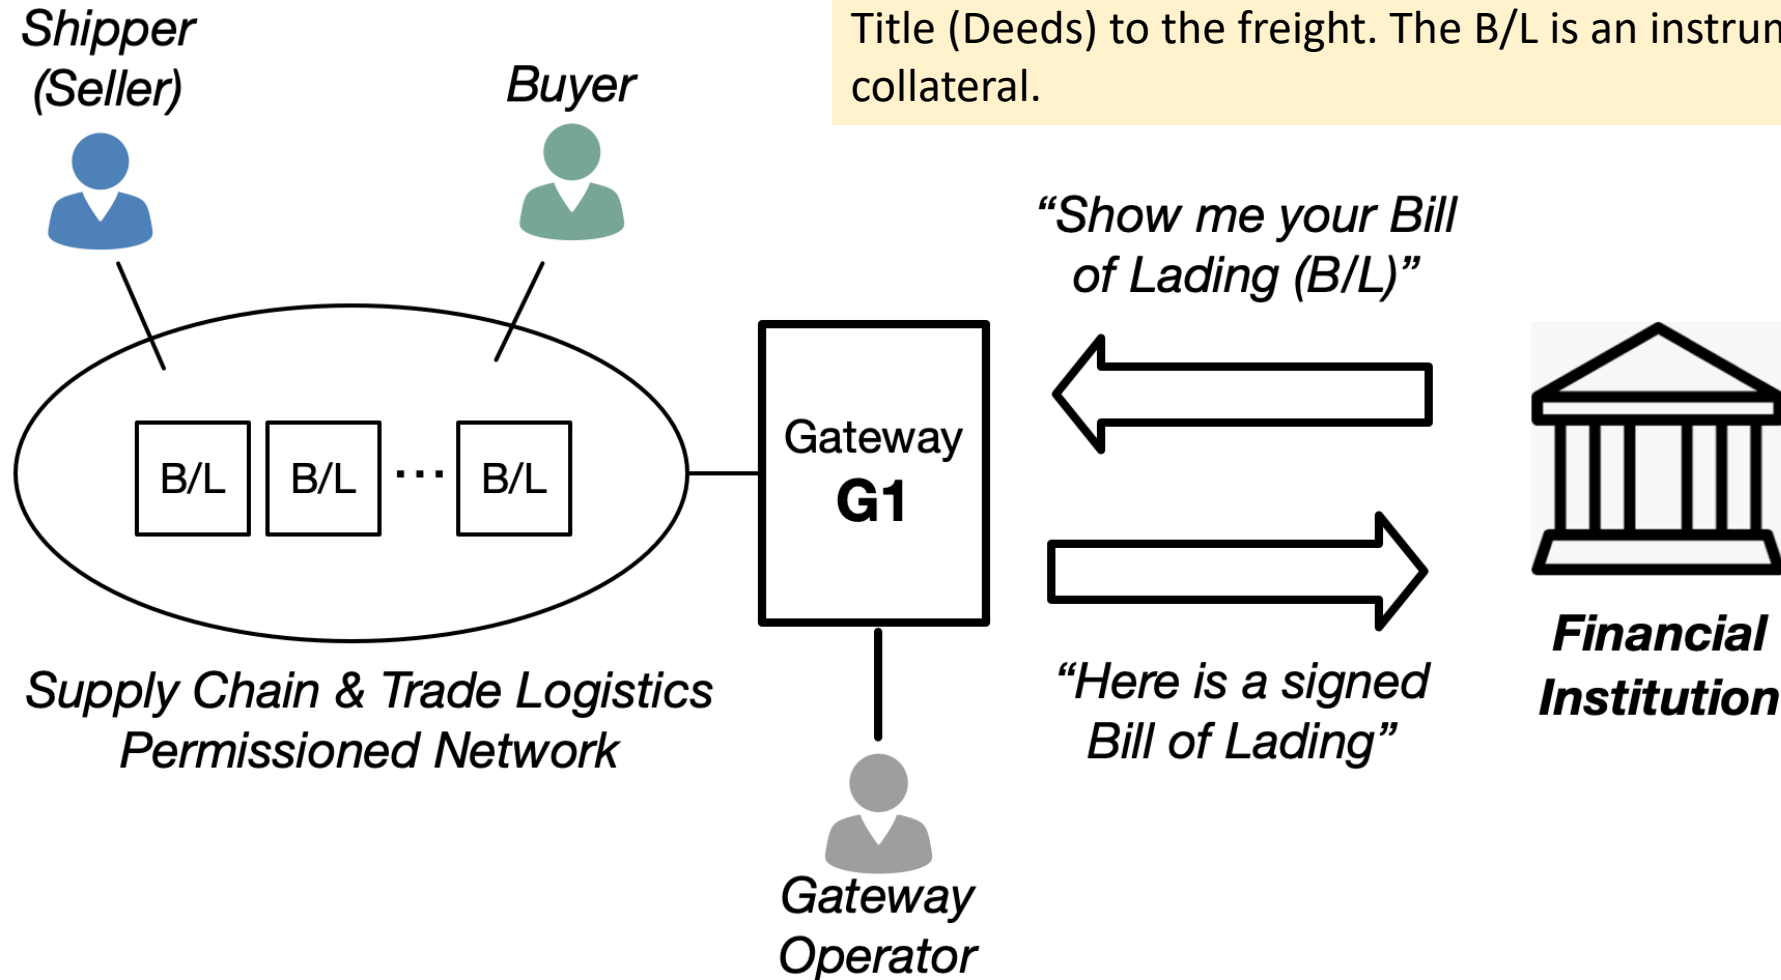 Shipper
(Seller)
Buyer
Title (Deeds) to the freight. The B/L is an
collateral.
“Show me your Bill
of Lading (B/L)”
B/L
B/L
...
B/L
Gateway
G1
Supply Chain & Trade Logistics
Permissioned Network
“Here is a signed
Bill of Lading”
Financial
Institution
Gateway
Operator